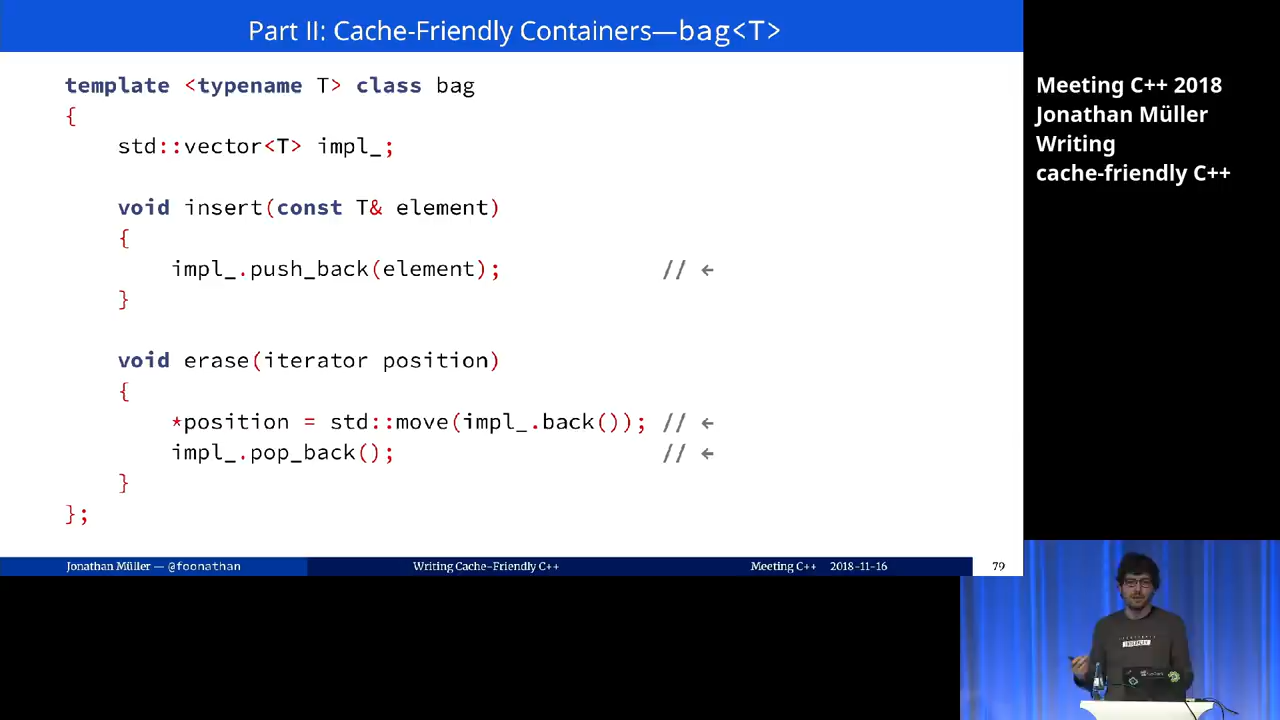 Part II: Cache-Friendly Containers—bag<T>
template <typename T> class bag
{
std::vector<T> impl_;
void insert(const T& element)
{
impl_.push_back(element); // ←
}
void erase(iterator position)
{
*position = std::move(impl_.back()); // ←
impl_.pop_back(); // ←
}
};
Jonathan Müller — @foonathan Writing Cache-Friendly C++ Meeting C++ 2018-11-16 79
Meeting C++ 2018
Jonathan Müller
Writing
cache-friendly C++